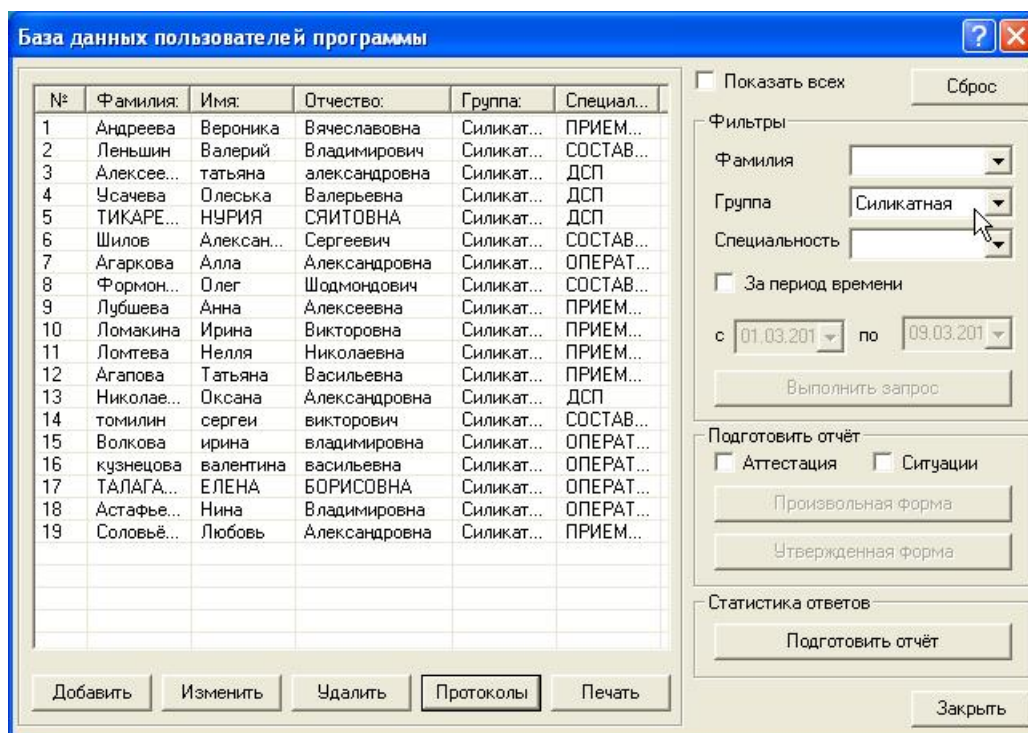 База данных пользователей программы
№ Фамилия: Имя: Отчество: Группа: Специал...
1 Андреева Вероника Вячеславовна Силикат... ПРИЕМ...
2 Леньшин Валерий Владимирович Силикат... СОСТАВ...
3 Алексее... татьяна александровна Силикат... ДСП
4 Усачева Олеська Валерьевна Силикат... ДСП
5 ТИКАРЕ... НУРИЯ СЯИТОВНА Силикат... ДСП
6 Шилов Алексан... Сергеевич Силикат... СОСТАВ...
7 Агаркова Алла Александровна Силикат... ОПЕРАТ...
8 Формон... Олег Шодмондович Силикат... СОСТАВ...
9 Лубшева Анна Алексеевна Силикат... ПРИЕМ...
10 Ломакина Ирина Викторовна Силикат... ПРИЕМ...
11 Ломтева Нелля Николаевна Силикат... ПРИЕМ...
12 Агапова Татьяна Васильевна Силикат... ПРИЕМ...
13 Николае... Оксана Александровна Силикат... ДСП
14 томилин сергеи викторович Силикат... СОСТАВ...
15 Волкова ирина владимировна Силикат... ОПЕРАТ...
16 кузнецова валентина васильевна Силикат... ОПЕРАТ...
17 ТАЛАГА... ЕЛЕНА БОРИСОВНА Силикат... ОПЕРАТ...
18 Астафье... Нина Владимировна Силикат... ОПЕРАТ...
19 Соловьё... Любовь Александровна Силикат... ПРИЕМ...
Добавить Изменить Удалить Протоколы Печать
Показать всех Сброс
Фильтры
Фамилия
Группа Силикатная
Специальность
За период времени
с 01.03.201 по 09.03.201
Выполнить запрос
Подготовить отчёт
Аттестация Ситуации
Произвольная форма
Утвержденная форма
Статистика ответов
Подготовить отчёт
Закрыть